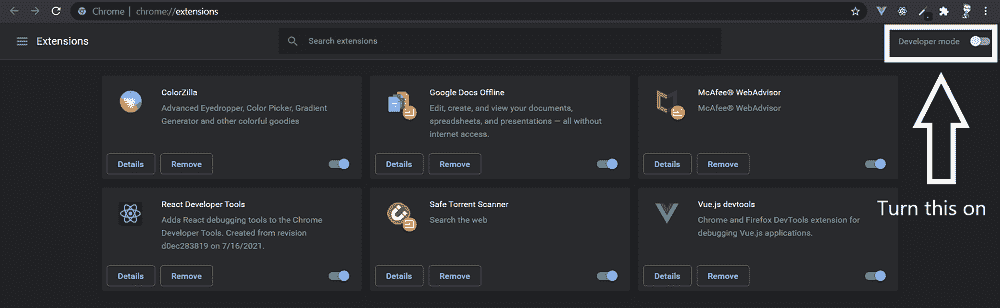 Chrome | chrome://extensions
Extensions
Search extensions
Developer mode
ColorZilla
Advanced Eyedropper, Color Picker, Gradient
Generator and other colorful goodies
Details
Remove
Google Docs Offline
Edit, create, and view your documents,
spreadsheets, and presentations — all without
internet access.
Details
Remove
McAfee® WebAdvisor
McAfee® WebAdvisor
Details
Remove
React Developer Tools
Adds React debugging tools to the Chrome
Developer Tools. Created from revision
d0ec283819 on 7/16/2021.
Details
Remove
Safe Torrent Scanner
Search the web
Details
Remove
Vue.js devtools
Chrome and Firefox DevTools extension for
debugging Vue.js applications.
Details
Remove
Turn this on